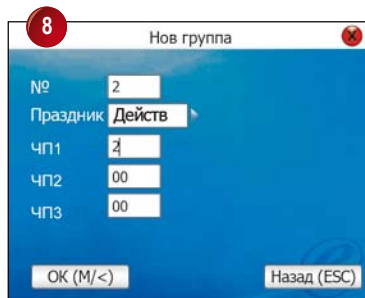 8
Нов группа
№ 2
Праздник Действ
ЧП1 2
ЧП2 00
ЧП3 00
OK (M/<) Назад (ESC)